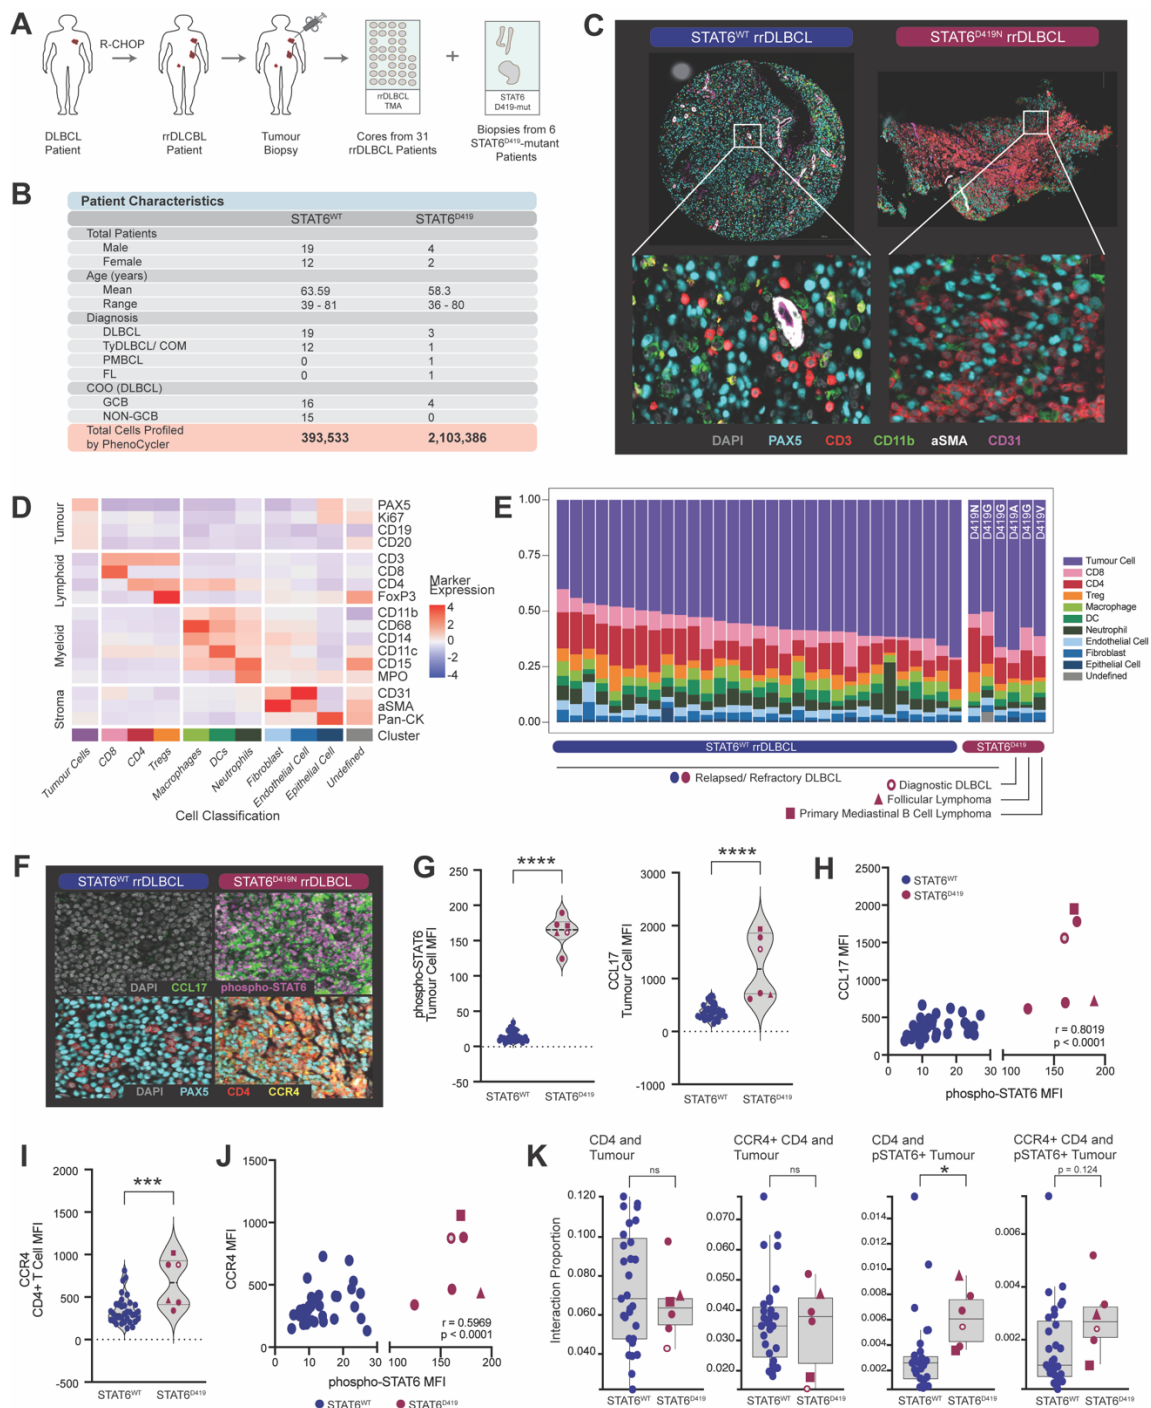 A
R-CHOP
DLBCL
Patient
rrDLCBL
Patient
Tumour
Biopsy
rrDLBCL
TMA
Cores from 31
rrDLBCL Patients
+
STAT6
D419-mut
Biopsies from 6
STAT6D419-mutant
Patients
B
Patient Characteristics
STAT6WT STAT6D419
Total Patients
Male 19 4
Female 12 2
Age (years)
Mean 63.59 58.3
Range 39 - 81 36 - 80
Diagnosis
DLBCL 19 3
TyDLBCL/ COM 12 1
PMBCL 0 1
FL 0 1
COO (DLBCL)
GCB 16 4
NON-GCB 15 0
Total Cells Profiled
by PhenoCycler 393,533 2,103,386
C
STAT6WT rrDLBCL STAT6D419N rrDLBCL
DAPI PAX5 CD3 CD11b aSMA CD31
D
Tumour
Lymphoid
Myeloid
Stroma
PAX5
Ki67
CD19
CD20
CD3
CD8
CD4
FoxP3
CD11b
CD68
CD14
CD11c
CD15
MPO
CD31
aSMA
Pan-CK
Cluster
Marker
Expression
4
2
0
-2
-4
Tumour Cells
CD8
CD4
Tregs
Macrophages
DCs
Neutrophils
Fibroblast
Endothelial Cell
Epithelial Cell
Undefined
Cell Classification
E
1.00
0.75
0.50
0.25
0.00
D419N
D419G
D419G
D419A
D419G
D419V
Tumour Cell
CD8
CD4
Treg
Macrophage
DC
Neutrophil
Endothelial Cell
Fibroblast
Epithelial Cell
Undefined
STAT6WT rrDLBCL STAT6D419
Relapsed/ Refractory DLBCL
Diagnostic DLBCL
Follicular Lymphoma
Primary Mediastinal B Cell Lymphoma
F
STAT6WT rrDLBCL STAT6D419N rrDLBCL
DAPI CCL17 phospho-STAT6
DAPI PAX5 CD4 CCR4
G
phospho-STAT6
Tumour Cell MFI
200
150
100
50
0
-50
****
STAT6WT STAT6D419
CCL17
Tumour Cell MFI
3000
2000
1000
0
-1000
****
STAT6WT STAT6D419
H
STAT6WT
STAT6D419
CCL17 MFI
2500
2000
1500
1000
500
0
r = 0.8019
p < 0.0001
0 10 20 30 100 150 200
phospho-STAT6 MFI
I
CCR4
CD4+ T Cell MFI
2000
1500
1000
500
0
-500
***
STAT6WT STAT6D419
J
CCR4 MFI
1500
1000
500
0
r = 0.5969
p < 0.0001
0 10 20 30 100 150 200
phospho-STAT6 MFI
STAT6WT STAT6D419
K
Interaction Proportion
CD4 and
Tumour
ns
0.120
0.100
0.080
0.060
0.040
STAT6WT STAT6D419
CCR4+ CD4 and
Tumour
ns
0.070
0.060
0.050
0.040
0.030
0.020
STAT6WT STAT6D419
CD4 and
pSTAT6+ Tumour
*
0.014
0.012
0.010
0.008
0.006
0.004
0.002
STAT6WT STAT6D419
CCR4+ CD4 and
pSTAT6+ Tumour
p = 0.124
0.006
0.004
0.002
STAT6WT STAT6D419